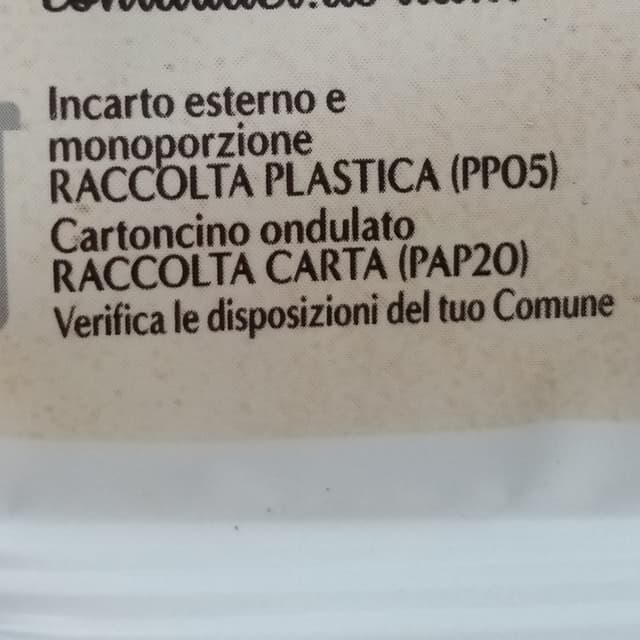 Incarto esterno e
monoporzione
RACCOLTA PLASTICA (PP05)
Cartoncino ondulato
RACCOLTA CARTA (PAP20)
Verifica le disposizioni del tuo Comune